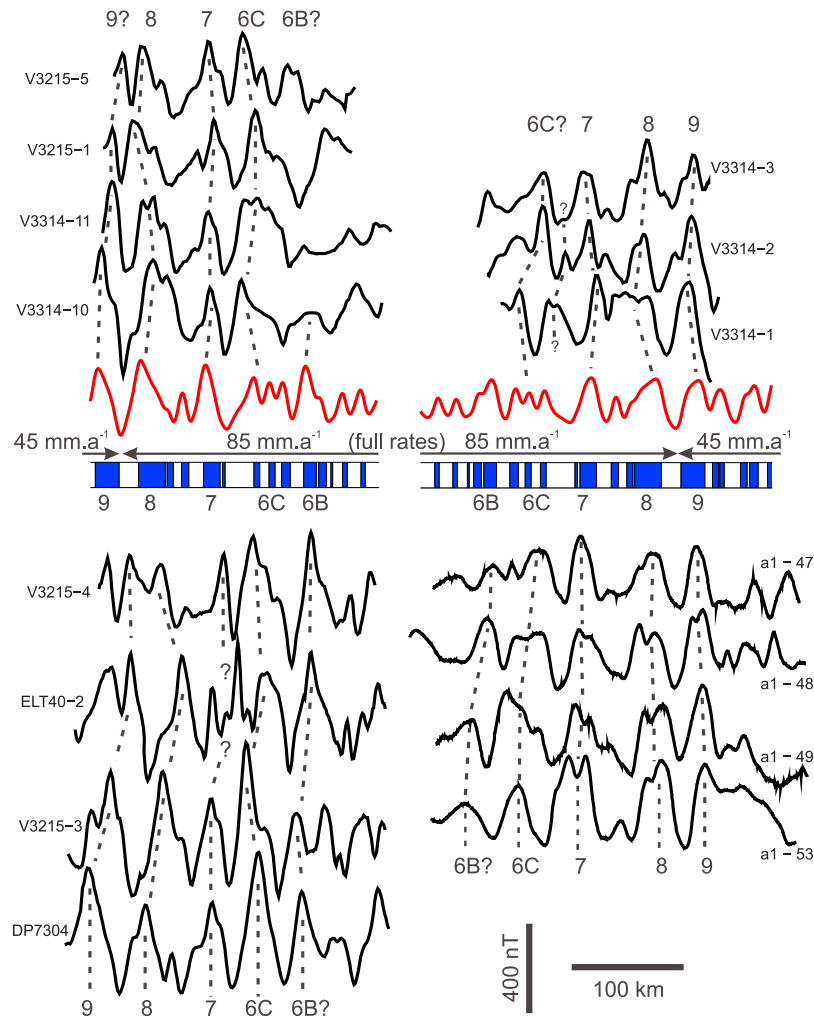 9? 8 7 6C 6B?
V3215−5
V3215−1
V3314−11
V3314−10
6C? 7 8 9
V3314−3
?
V3314−2
V3314−1
?
45 mm.a-1 85 mm.a-1 (full rates) 85 mm.a-1 45 mm.a-1
9 8 7 6C 6B
6B 6C 7 8 9
V3215−4
?
ELT40−2
?
V3215−3
DP7304
9 8 7 6C 6B?
a1 − 47
a1 − 48
a1 − 49
a1 − 53
6B? 6C 7 8 9
400 nT
100 km